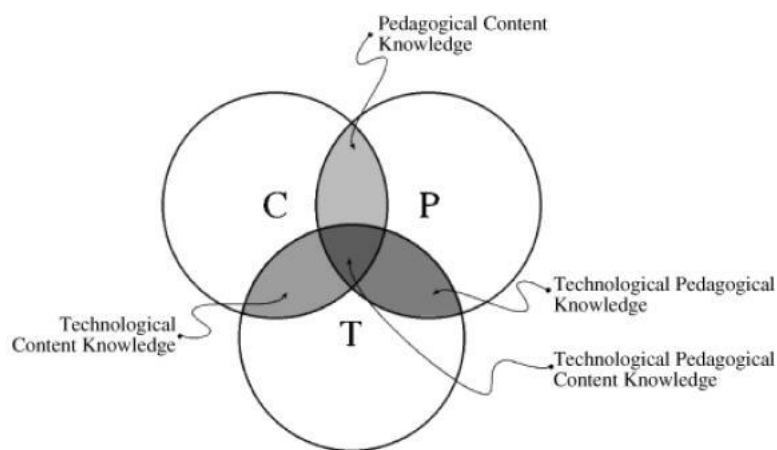 Pedagogical Content
Knowledge
C
P
Technological Pedagogical
Knowledge
Technological
Content Knowledge
T
Technological Pedagogical
Content Knowledge